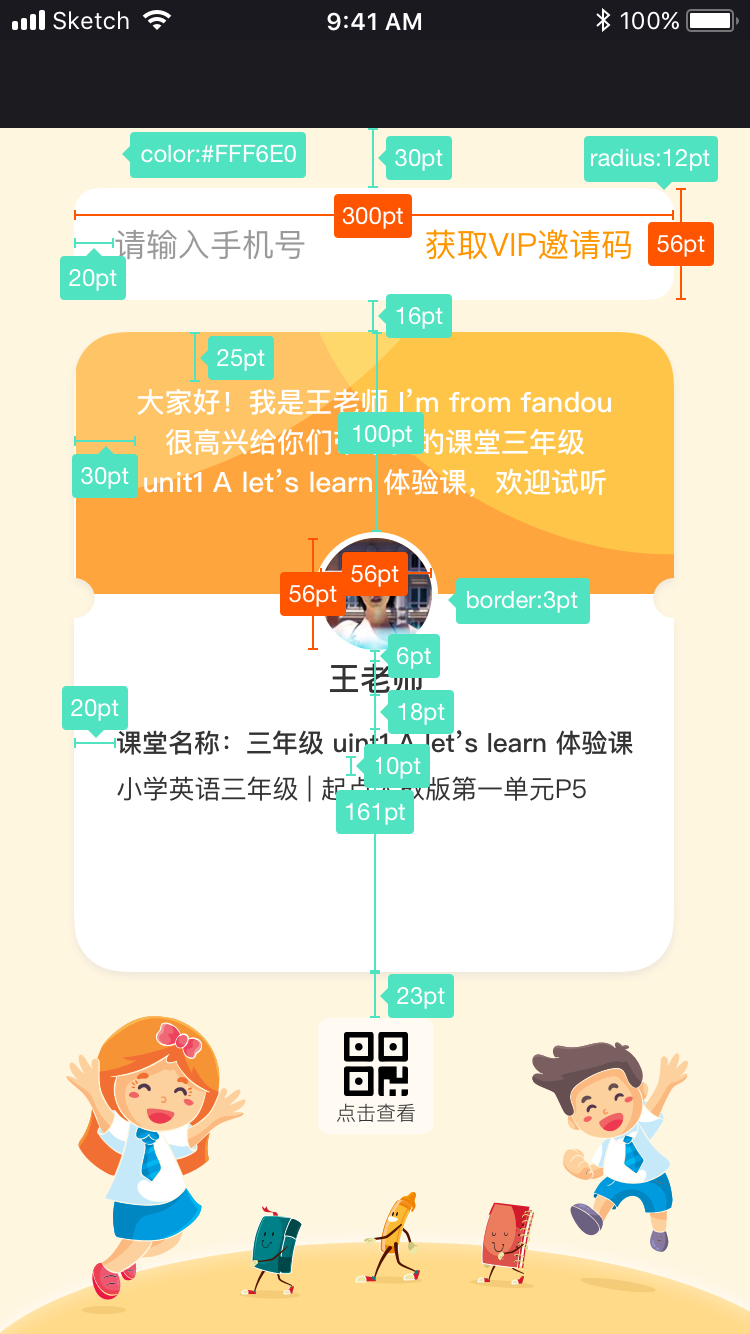 Sketch 9:41 AM 100%
color:#FFF6E0
30pt
radius:12pt
300pt
请输入手机号 获取VIP邀请码
56pt
20pt
16pt
25pt
大家好！我是王老师 I'm from fandou
100pt
很高兴给你们 的课堂三年级
30pt
unit1 A let's learn 体验课，欢迎试听
56pt
56pt
border:3pt
6pt
王老师
20pt
18pt
课堂名称：三年级 uint1 A let's learn 体验课
10pt
小学英语三年级 | 起点 教版第一单元P5
161pt
23pt
点击查看